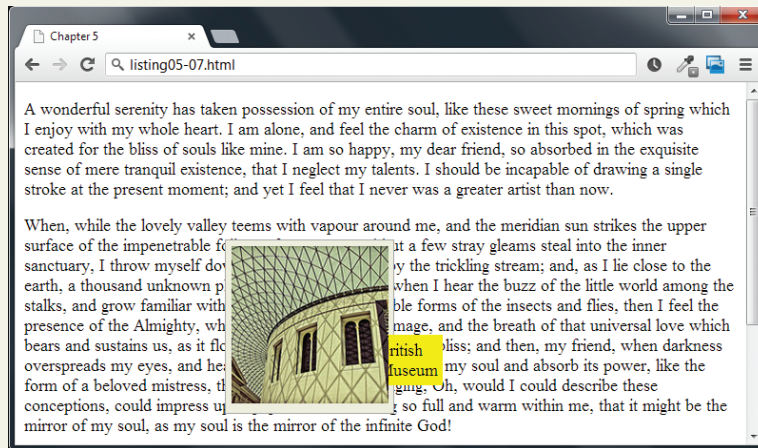 Chapter 5
listing05-07.html
A wonderful serenity has taken possession of my entire soul, like these sweet mornings of spring which
I enjoy with my whole heart. I am alone, and feel the charm of existence in this spot, which was
created for the bliss of souls like mine. I am so happy, my dear friend, so absorbed in the exquisite
sense of mere tranquil existence, that I neglect my talents. I should be incapable of drawing a single
stroke at the present moment; and yet I feel that I never was a greater artist than now.
When, while the lovely valley teems with vapour around me, and the meridian sun strikes the upper
surface of the impenetrable a few stray gleams steal into the inner
sanctuary, I throw myself by the trickling stream; and, as I lie close to the
earth, a thousand unknown when I hear the buzz of the little world among the
stalks, and grow familiar with forms of the insects and flies, then I feel the
presence of the Almighty, and the breath of that universal love which
bears and sustains us, as it bliss; and then, my friend, when darkness
overspreads my eyes, and my soul and absorb its power, like the
form of a beloved mistress, Oh, would I could describe these
conceptions, could impress so full and warm within me, that it might be the
mirror of my soul, as my soul is the mirror of the infinite God!